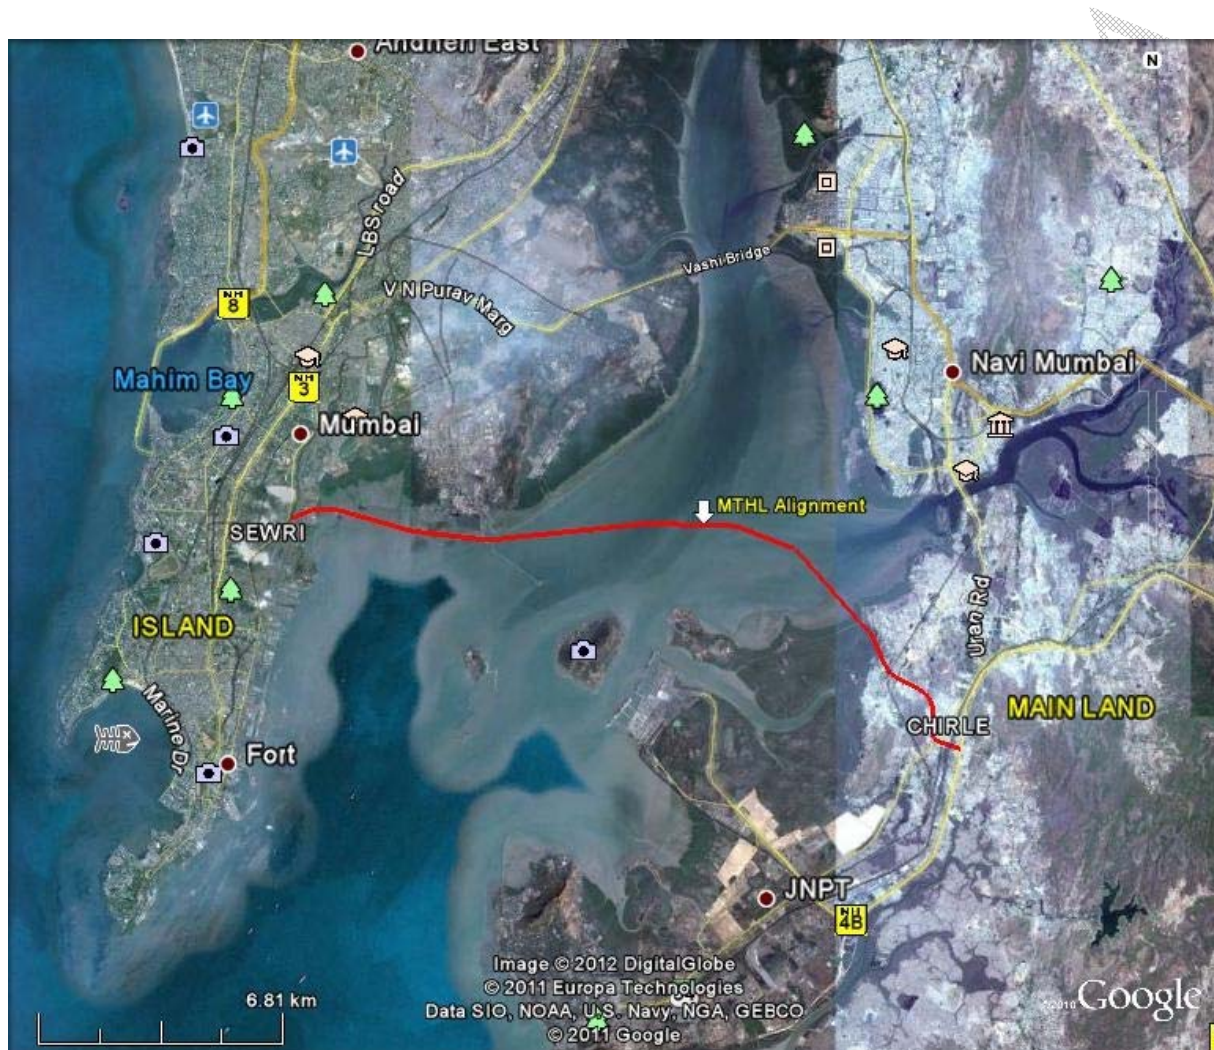 Andheri East
N
LBS road
Vashi Bridge
V N Purav Marg
NH
8
Navi Mumbai
Mahim Bay
NH
3
Mumbai
MTHL Alignment
SEWRI
Uran Rd
ISLAND
Marine Dr
MAIN LAND
CHIRLE
Fort
JNPT
NH
4B
Image © 2012 DigitalGlobe
© 2011 Europa Technologies
Data SIO, NOAA, U.S. Navy, NGA, GEBCO
© 2011 Google
6.81 km
©2010 Google